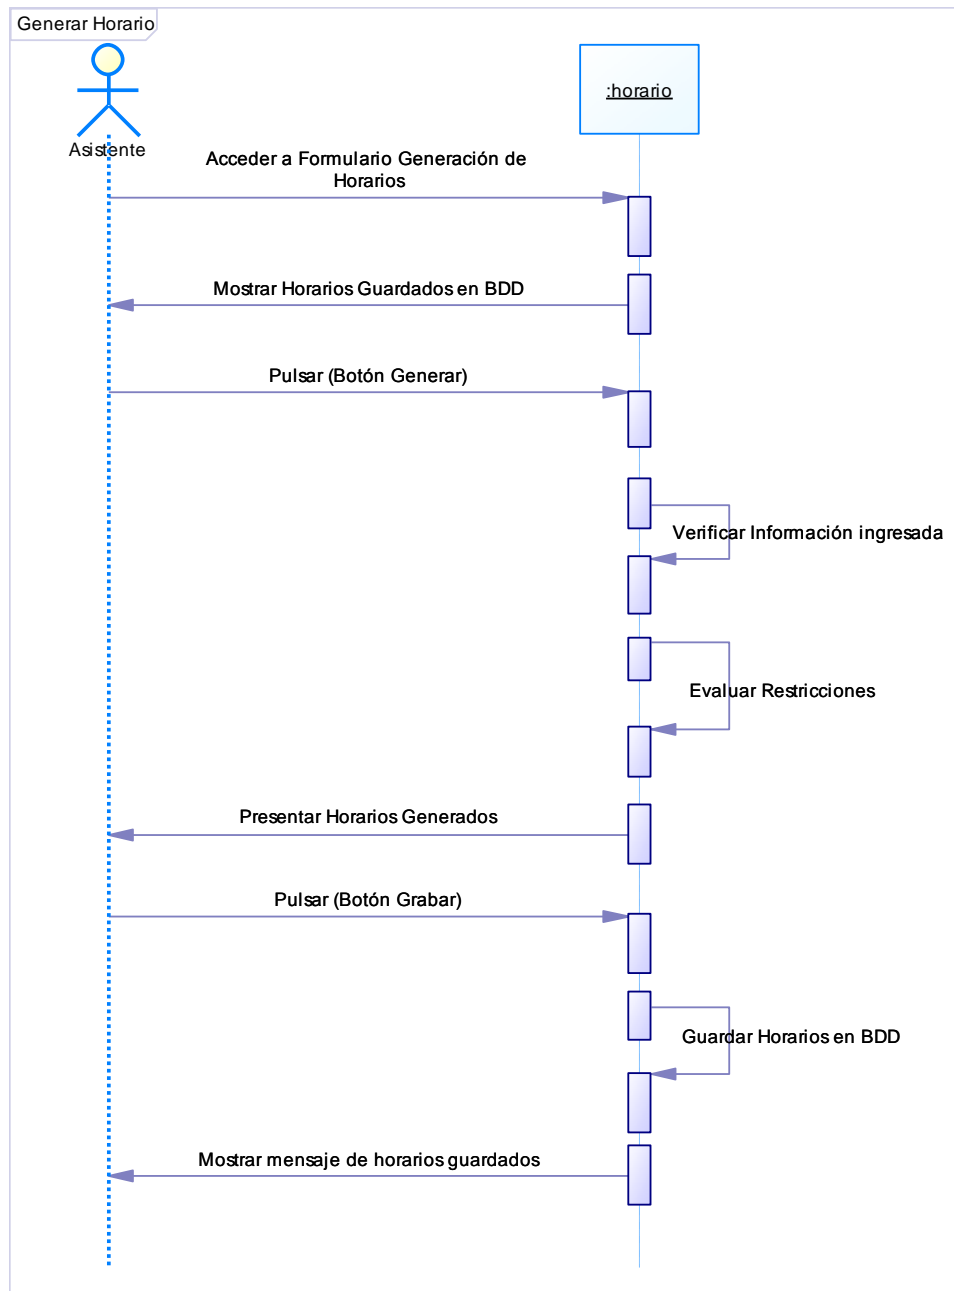 Generar Horario
:horario
Asistente
Acceder a Formulario Generación de
Horarios
Mostrar Horarios Guardados en BDD
Pulsar (Botón Generar)
Verificar Información ingresada
Evaluar Restricciones
Presentar Horarios Generados
Pulsar (Botón Grabar)
Guardar Horarios en BDD
Mostrar mensaje de horarios guardados